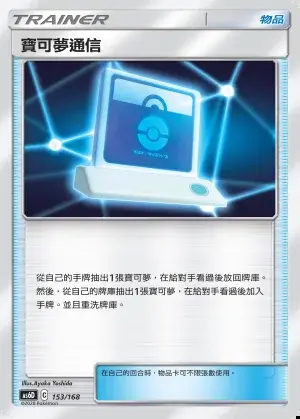 TRAINER
物品
寶可夢通信
從自己的手牌抽出1張寶可夢，在給對手看過後放回牌庫。
然後，從自己的牌庫抽出1張寶可夢，在給對手看過後加入
手牌。並且重洗牌庫。
Illus.Ayaka Yoshida
AS6D C 153/168
在自己的回合時，物品卡可不限張數使用。